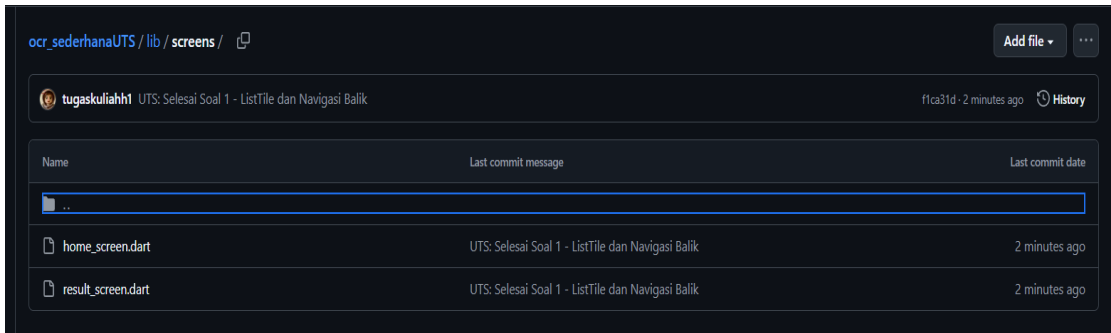 ocr_sederhanaUTS / lib / screens /
Add file
...
tugaskuliahh1 UTS: Selesai Soal 1 - ListTile dan Navigasi Balik
f1ca31d · 2 minutes ago History
Name Last commit message Last commit date
..
home_screen.dart UTS: Selesai Soal 1 - ListTile dan Navigasi Balik 2 minutes ago
result_screen.dart UTS: Selesai Soal 1 - ListTile dan Navigasi Balik 2 minutes ago